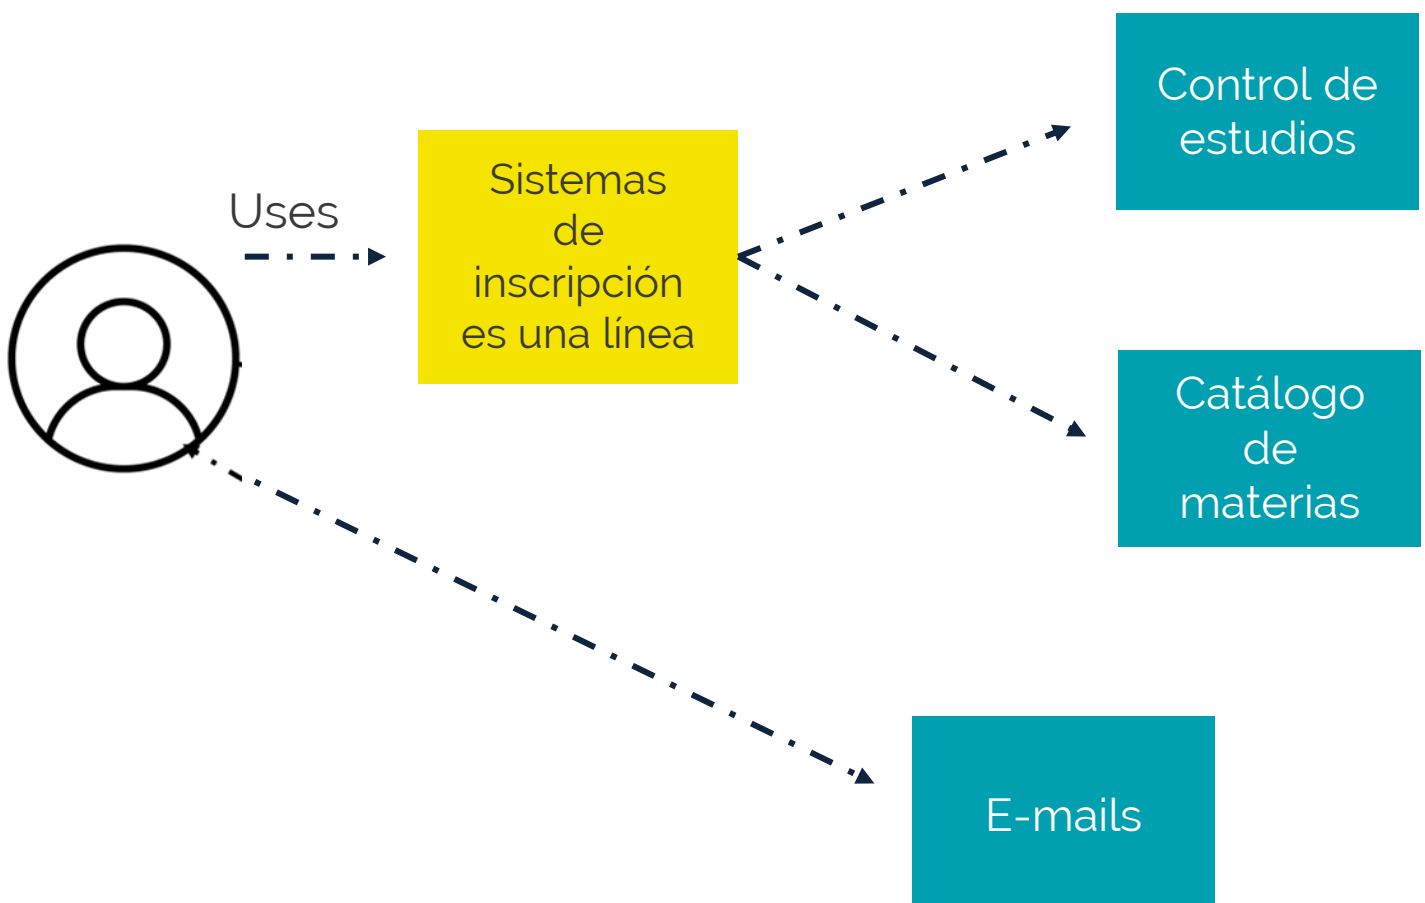 Uses
Sistemas
de
inscripción
es una línea
Control de
estudios
Catálogo
de
materias
E-mails